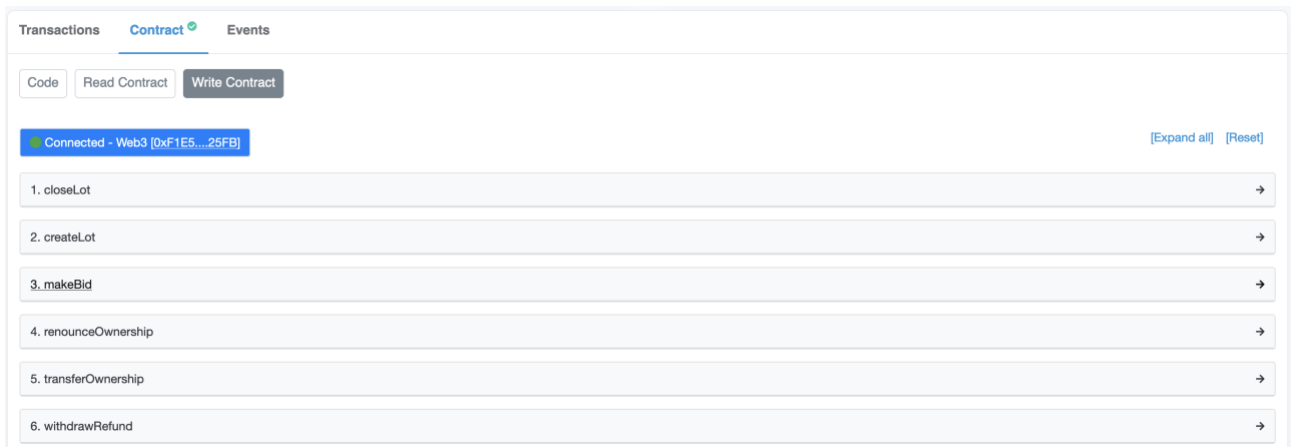 Transactions Contract Events
Code Read Contract Write Contract
Connected - Web3 [0xF1E5....25FB] [Expand all] [Reset]
1. closeLot
2. createLot
3. makeBid
4. renounceOwnership
5. transferOwnership
6. withdrawRefund